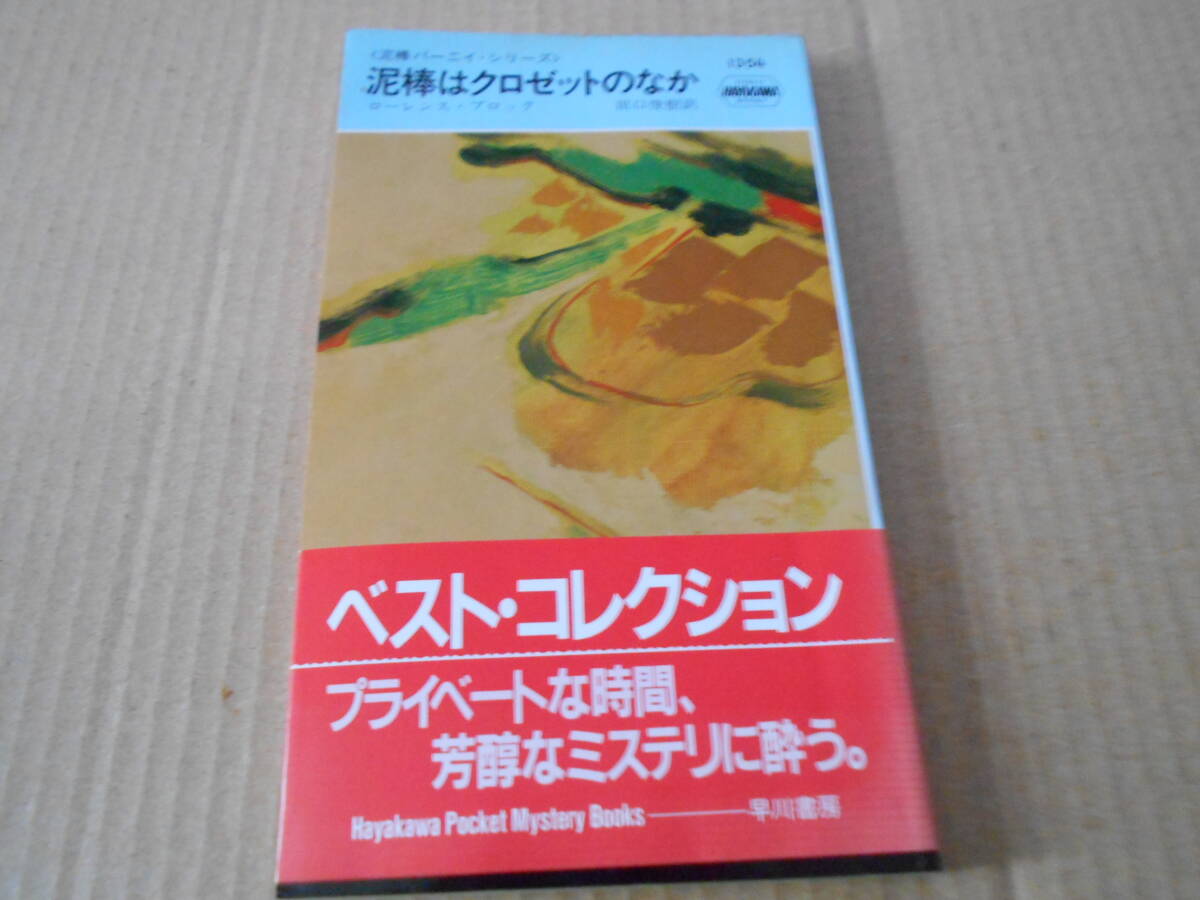 <泥棒バーニイ・シリーズ>
泥棒はクロゼットのなか
ローレンス・ブロック
HAYAKAWA
ベスト・コレクション
プライベートな時間、
芳醇なミステリに酔う。
Hayakawa Pocket Mystery Books――早川書房